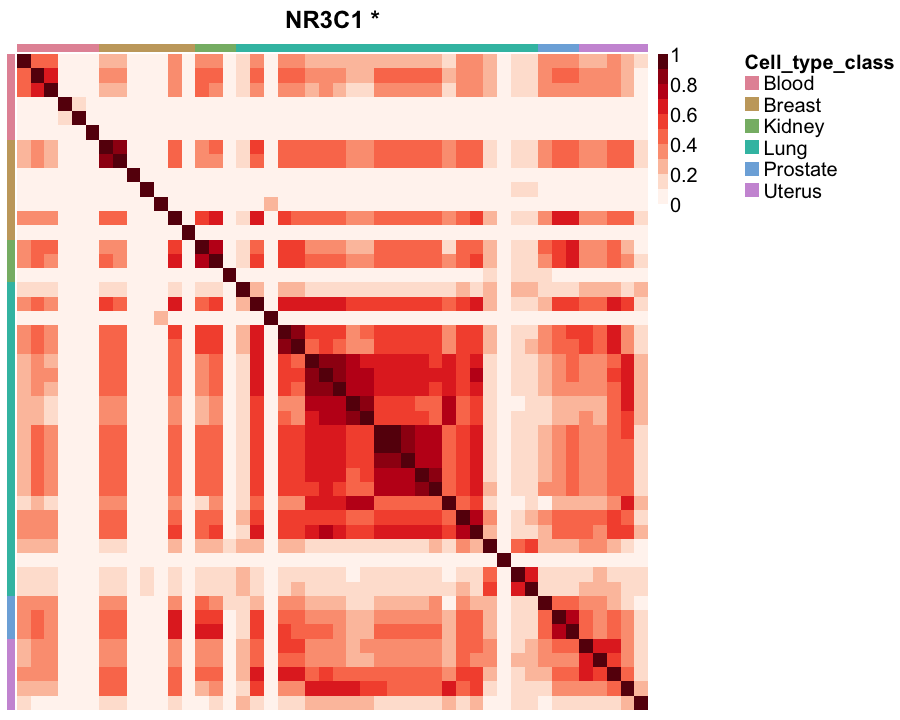 NR3C1 *
1
0.8
0.6
0.4
0.2
0
Cell_type_class
Blood
Breast
Kidney
Lung
Prostate
Uterus